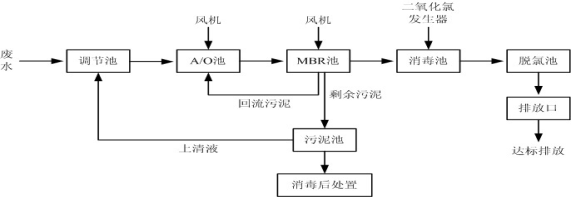 二氧化氯
发生器
风机
风机
废
水
调节池
A/O池
MBR池
消毒池
脱氯池
回流污泥
剩余污泥
排放口
上清液
污泥池
达标排放
消毒后处置